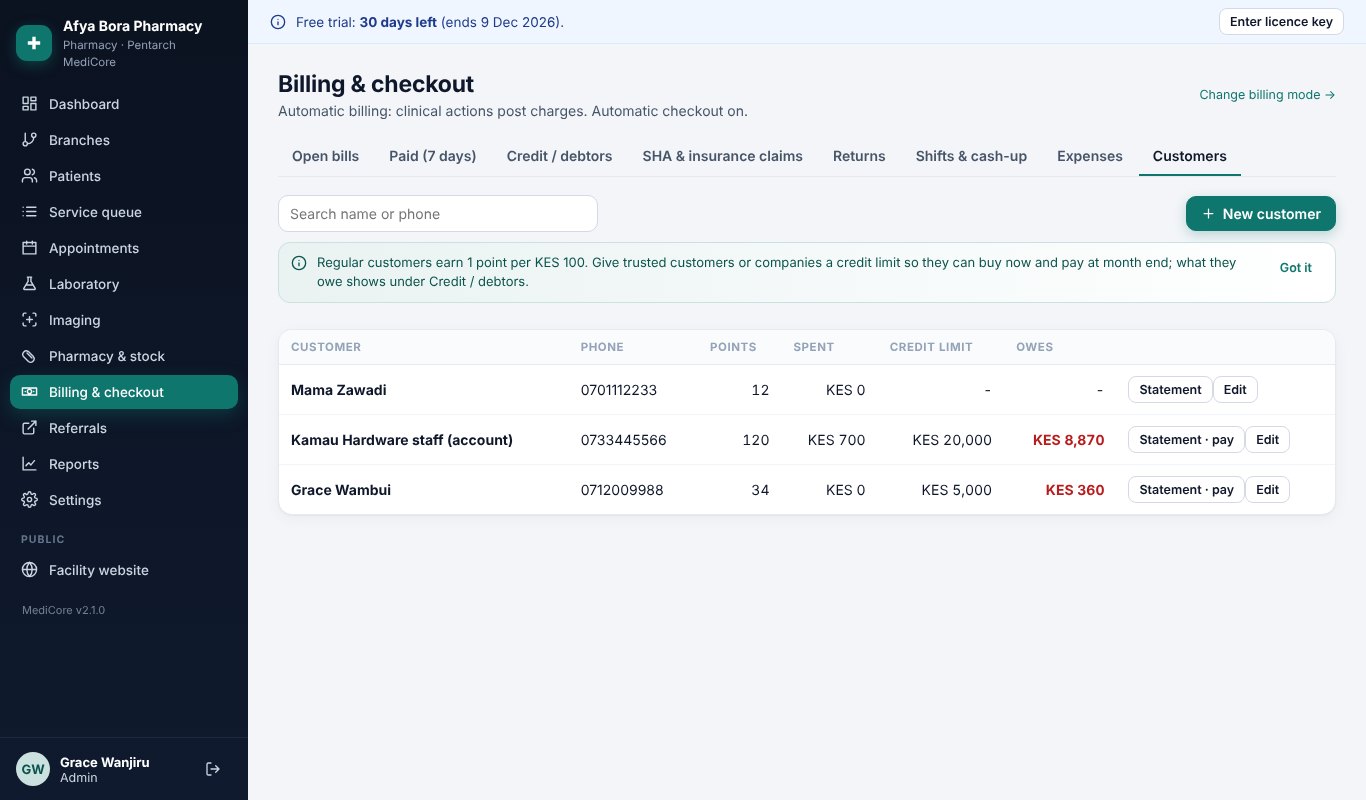 Afya Bora Pharmacy
Pharmacy · Pentarch
MediCore
Dashboard
Branches
Patients
Service queue
Appointments
Laboratory
Imaging
Pharmacy & stock
Billing & checkout
Referrals
Reports
Settings
PUBLIC
Facility website
MediCore v2.1.0
GW
Grace Wanjiru
Admin
Free trial: 30 days left (ends 9 Dec 2026).
Enter licence key
Billing & checkout
Automatic billing: clinical actions post charges. Automatic checkout on.
Change billing mode →
Open bills Paid (7 days) Credit / debtors SHA & insurance claims Returns Shifts & cash-up Expenses Customers
Search name or phone
+ New customer
Regular customers earn 1 point per KES 100. Give trusted customers or companies a credit limit so they can buy now and pay at month end; what they
owe shows under Credit / debtors.
Got it
CUSTOMER PHONE POINTS SPENT CREDIT LIMIT OWES
Mama Zawadi 0701112233 12 KES 0 - - Statement Edit
Kamau Hardware staff (account) 0733445566 120 KES 700 KES 20,000 KES 8,870 Statement · pay Edit
Grace Wambui 0712009988 34 KES 0 KES 5,000 KES 360 Statement · pay Edit